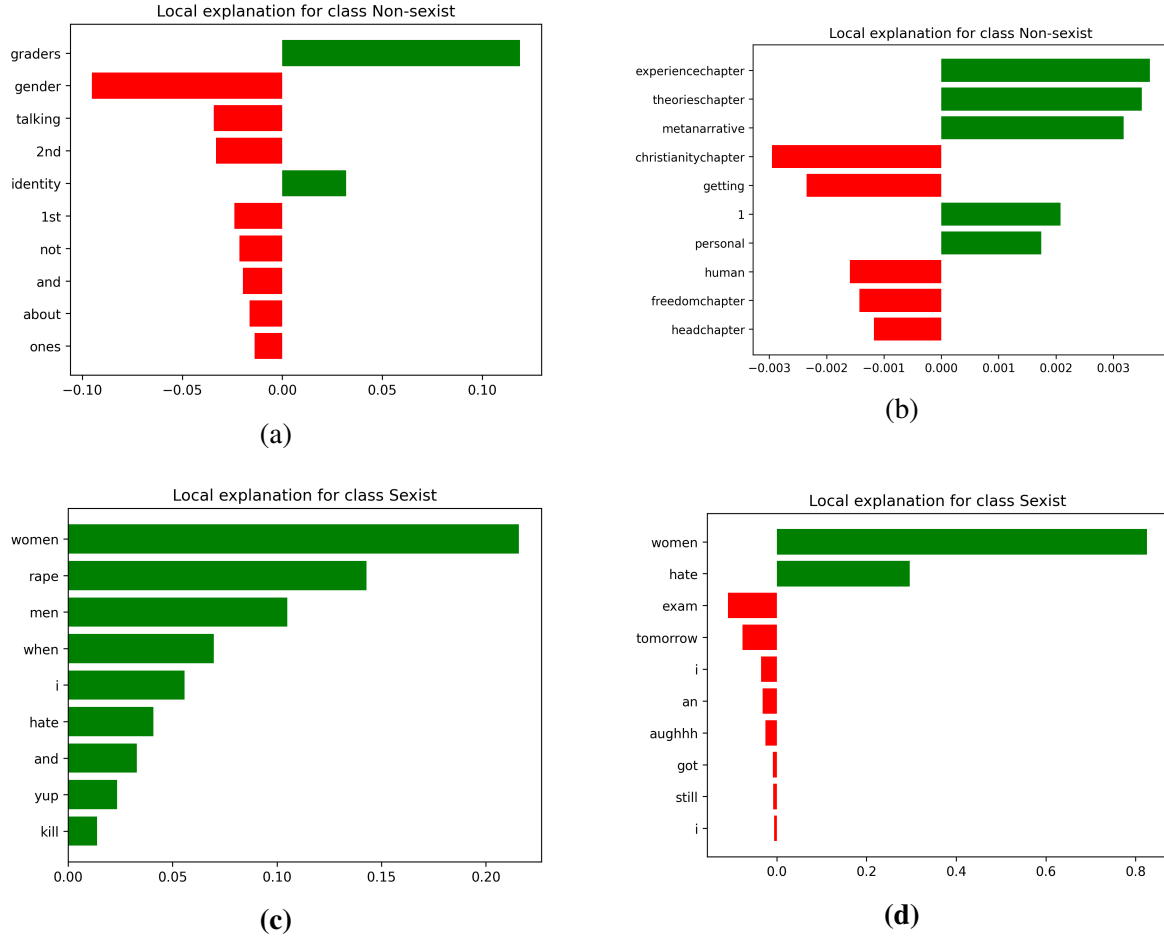 Local explanation for class Non-sexist
graders
gender
talking
2nd
identity
1st
not
and
about
ones
−0.10 −0.05 0.00 0.05 0.10
(a)
Local explanation for class Non-sexist
experiencechapter
theorieschapter
metanarrative
christianitychapter
getting
1
personal
human
freedomchapter
headchapter
−0.003 −0.002 −0.001 0.000 0.001 0.002 0.003
(b)
Local explanation for class Sexist
women
rape
men
when
i
hate
and
yup
kill
0.00 0.05 0.10 0.15 0.20
(c)
Local explanation for class Sexist
women
hate
exam
tomorrow
i
an
aughhh
got
still
i
0.0 0.2 0.4 0.6 0.8
(d)